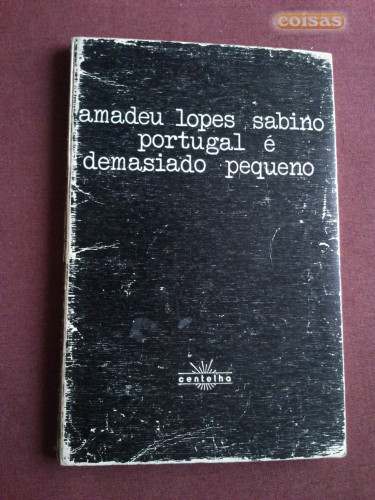 coisas
amadeu lopes sabino
portugal é
demasiado pequeno
centelha